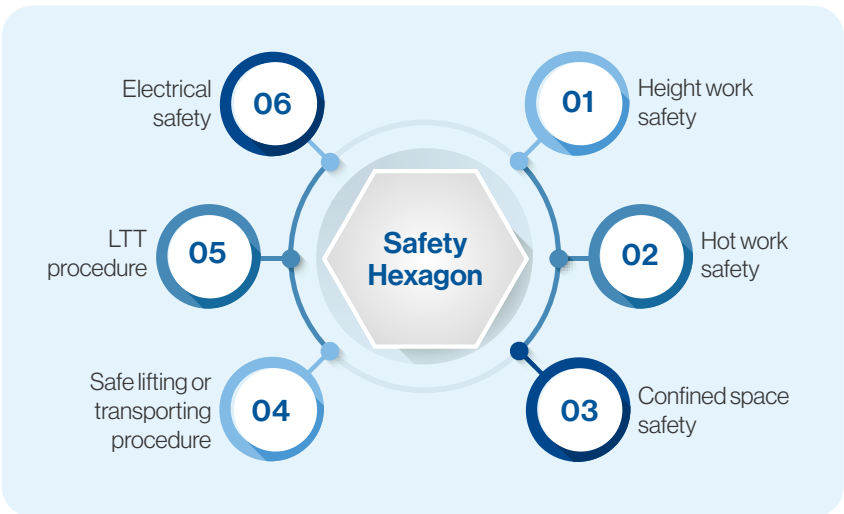 Safety
Hexagon
01
Height work
safety
02
Hot work
safety
03
Confined space
safety
04
Safe lifting or
transporting
procedure
05
LTT
procedure
06
Electrical
safety